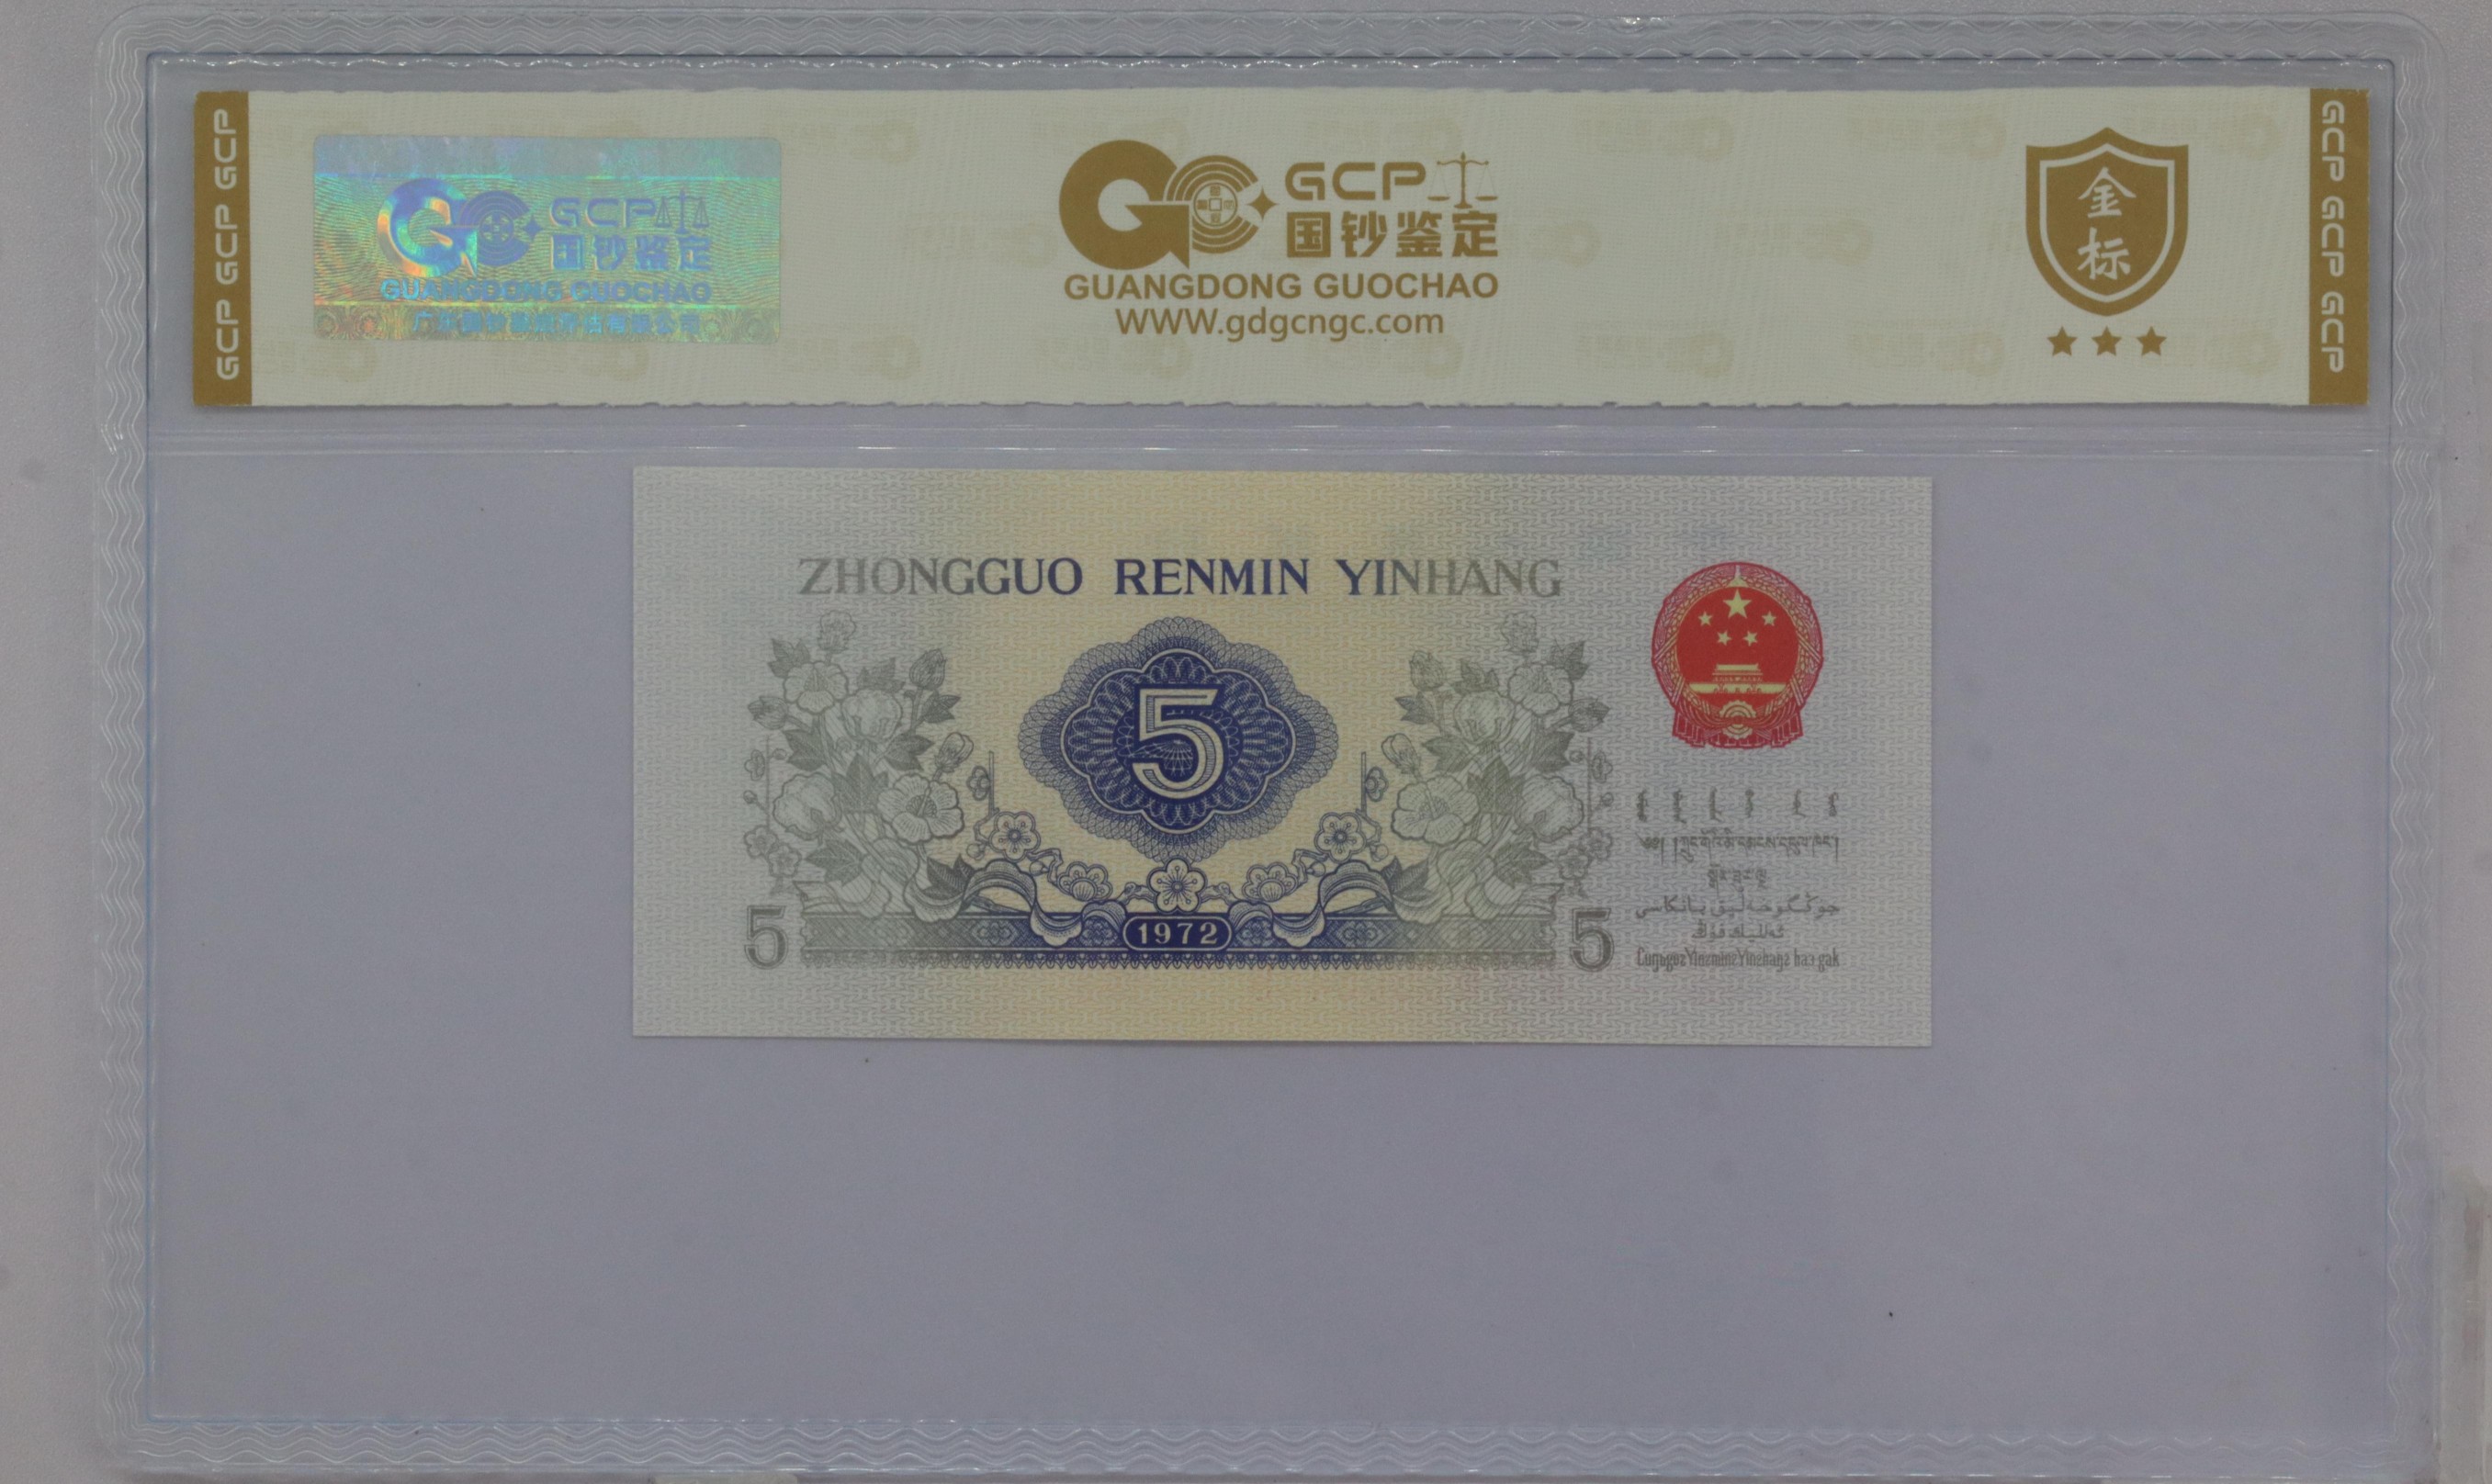 GCP GCP GCP
GCP
国钞鉴定
GUANGDONG GUOCHAO
GCP
国钞鉴定
GUANGDONG GUOCHAO
www.gdgcngc.com
金
标
GCP GCP GCP
ZHONGGUO RENMIN YINHANG
5
1972
5
5